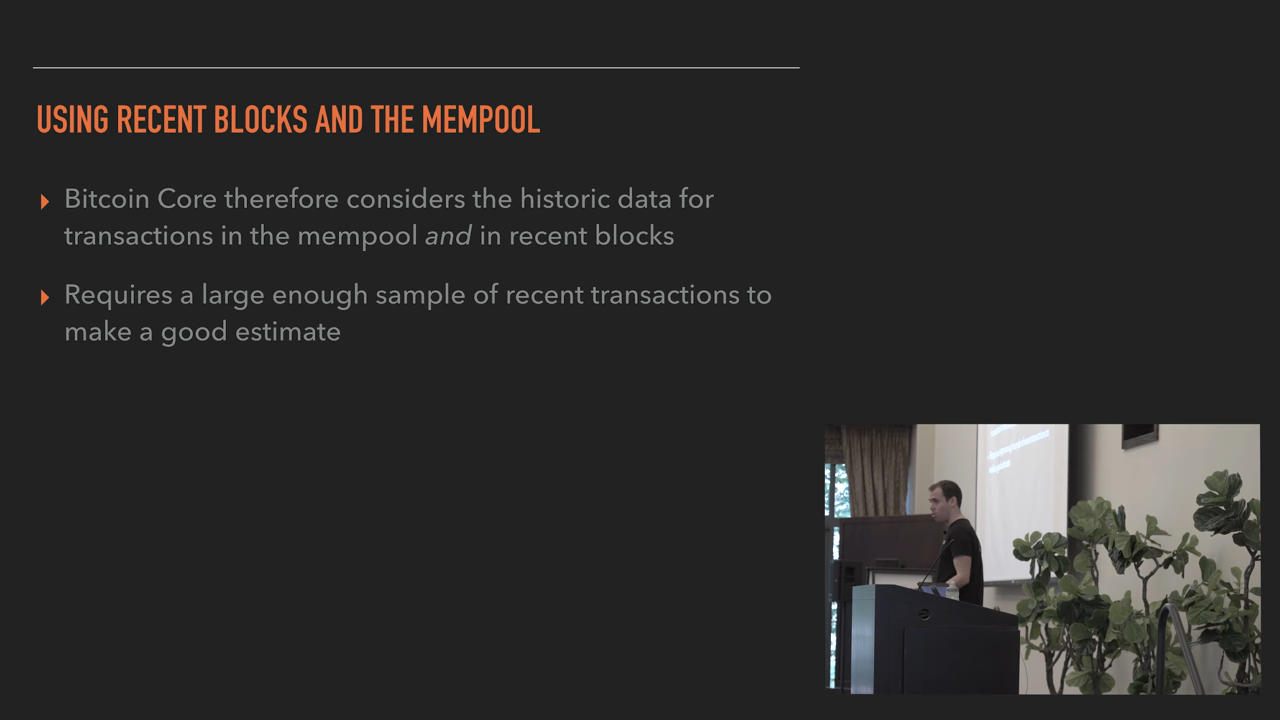 USING RECENT BLOCKS AND THE MEMPOOL
Bitcoin Core therefore considers the historic data for
transactions in the mempool and in recent blocks
Requires a large enough sample of recent transactions to
make a good estimate